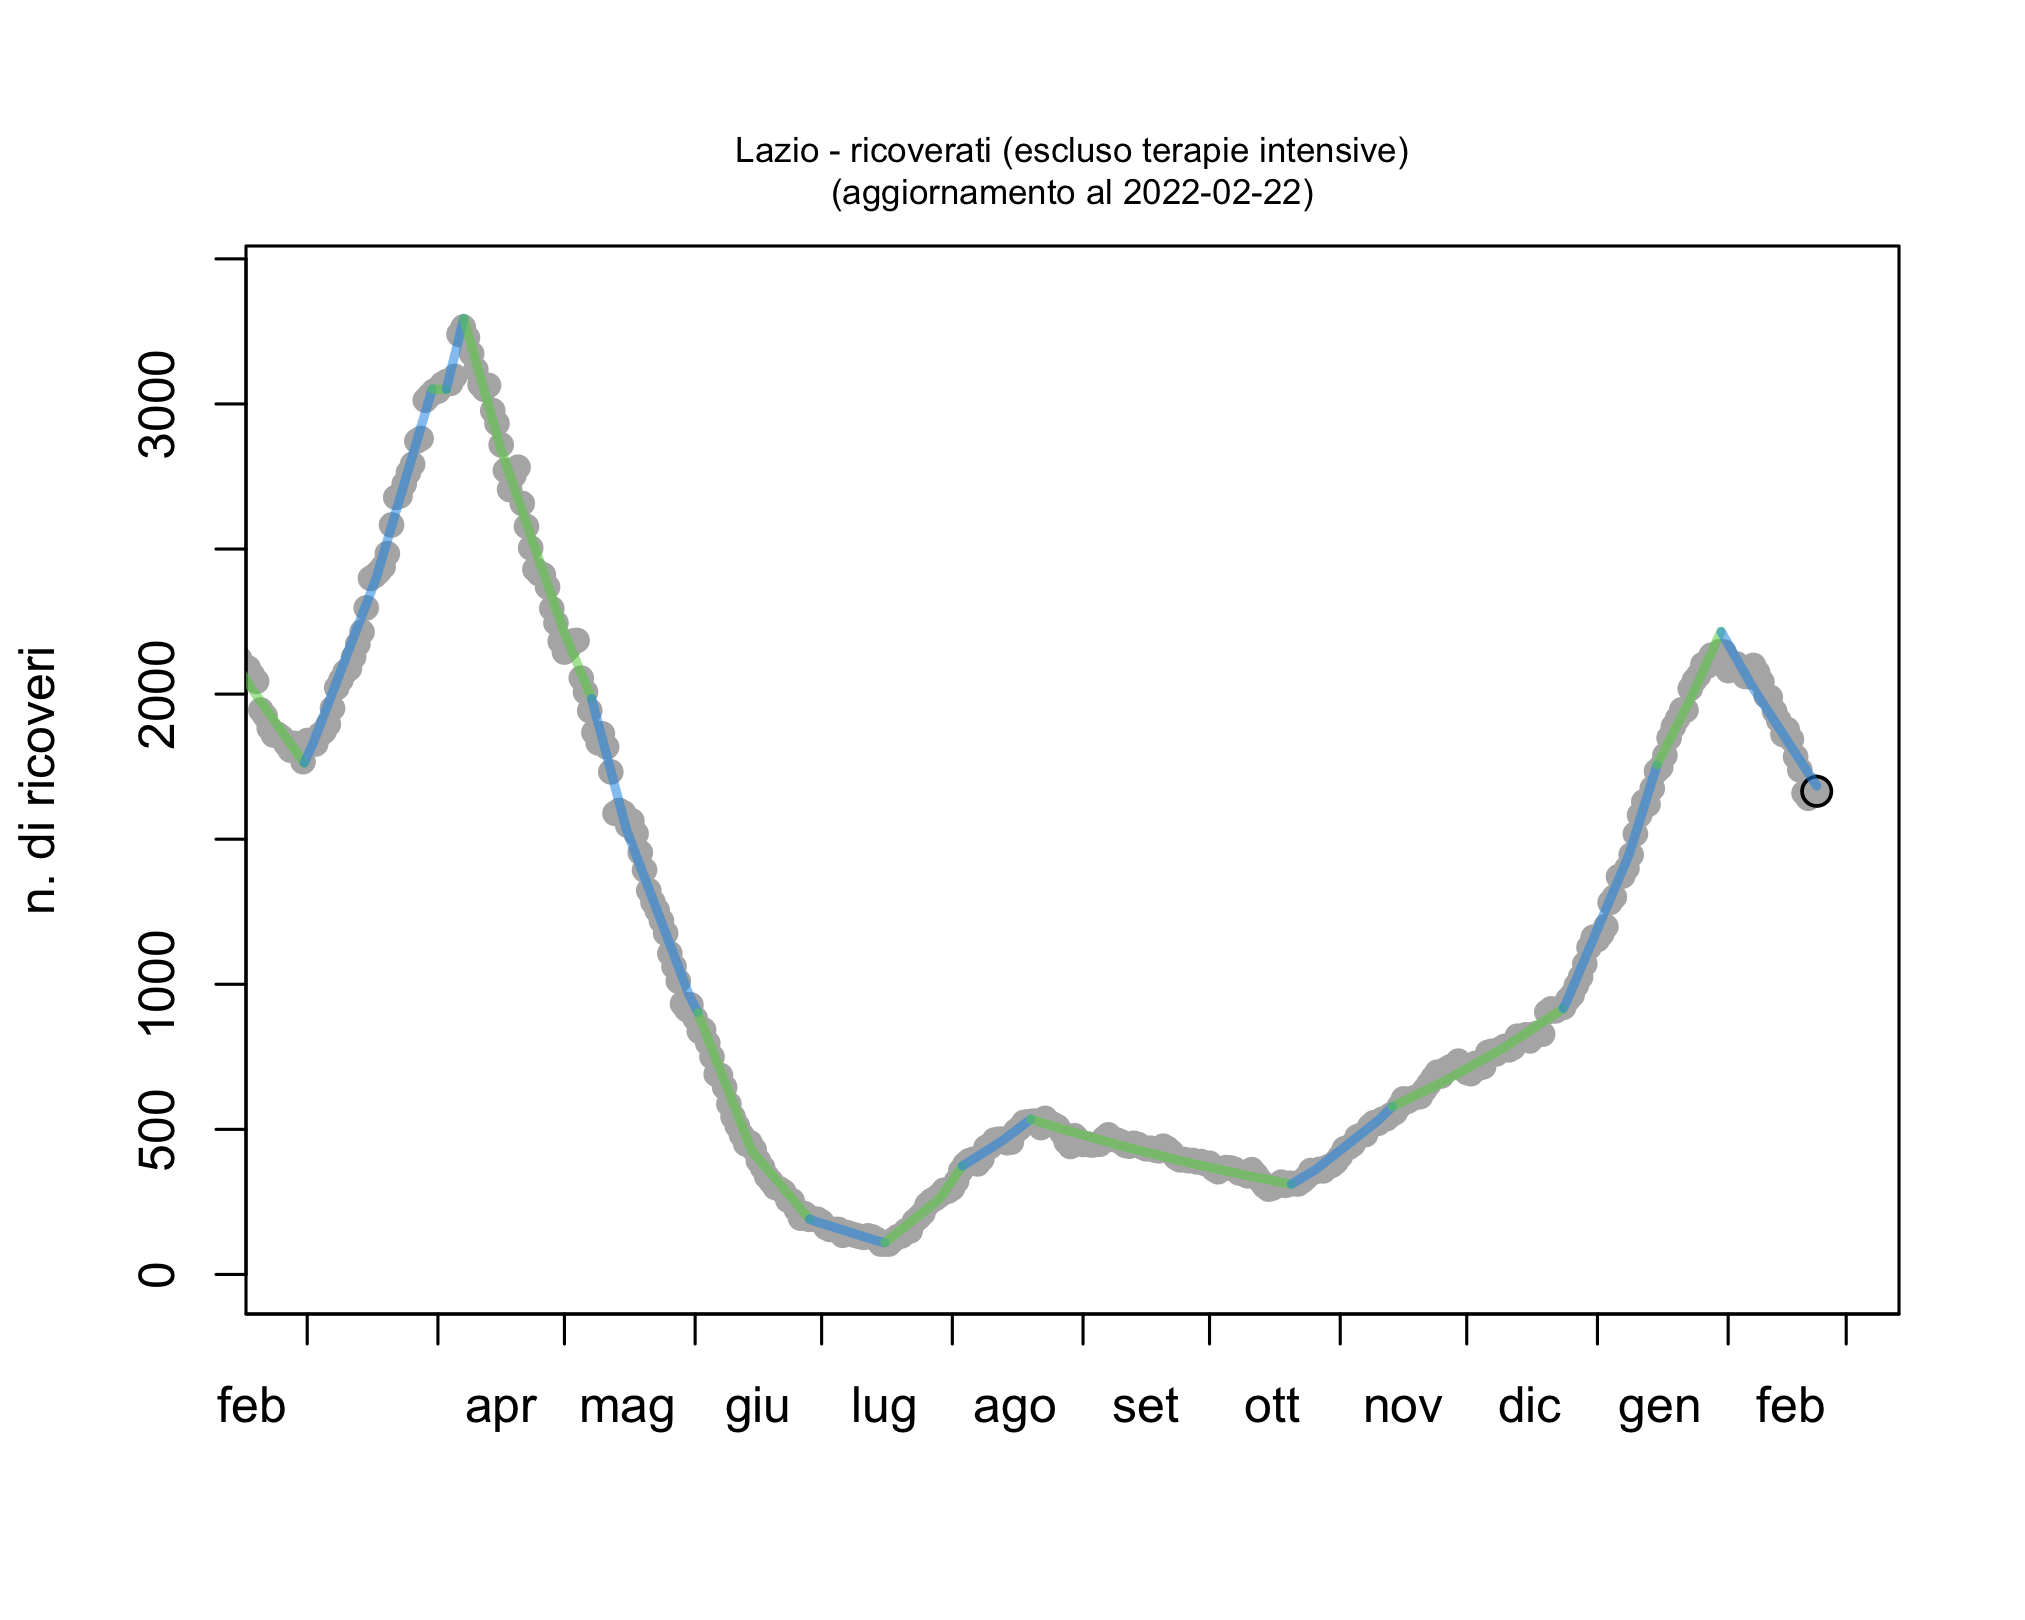 Lazio - ricoverati (escluso terapie intensive)
(aggiornamento al 2022-02-22)
n. di ricoveri
3000
2000
1000
500
0
feb apr mag giu lug ago set ott nov dic gen feb